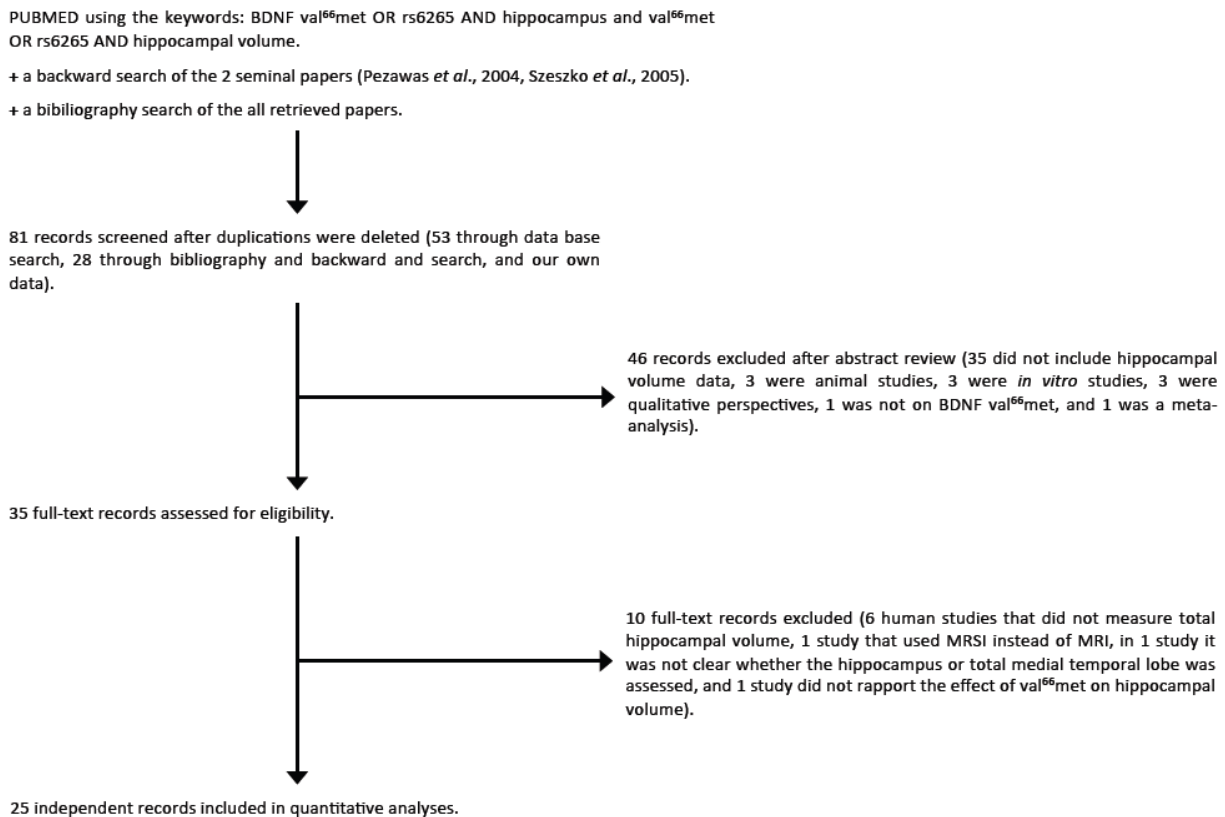 PUBMED using the keywords: BDNF val⁶⁶met OR rs6265 AND hippocampus and val⁶⁶met
OR rs6265 AND hippocampal volume.
+ a backward search of the 2 seminal papers (Pezawas et al., 2004, Szeszko et al., 2005).
+ a bibiliography search of the all retrieved papers.
81 records screened after duplications were deleted (53 through data base
search, 28 through bibliography and backward and search, and our own
data).
46 records excluded after abstract review (35 did not include hippocampal
volume data, 3 were animal studies, 3 were in vitro studies, 3 were
qualitative perspectives, 1 was not on BDNF val⁶⁶met, and 1 was a meta-
analysis).
35 full-text records assessed for eligibility.
10 full-text records excluded (6 human studies that did not measure total
hippocampal volume, 1 study that used MRSI instead of MRI, in 1 study it
was not clear whether the hippocampus or total medial temporal lobe was
assessed, and 1 study did not rapport the effect of val⁶⁶met on hippocampal
volume).
25 independent records included in quantitative analyses.